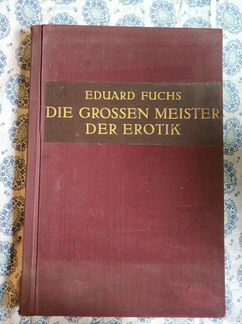 EDUARD FUCHS
DIE GROSSEN MEISTER
DER EROTIK